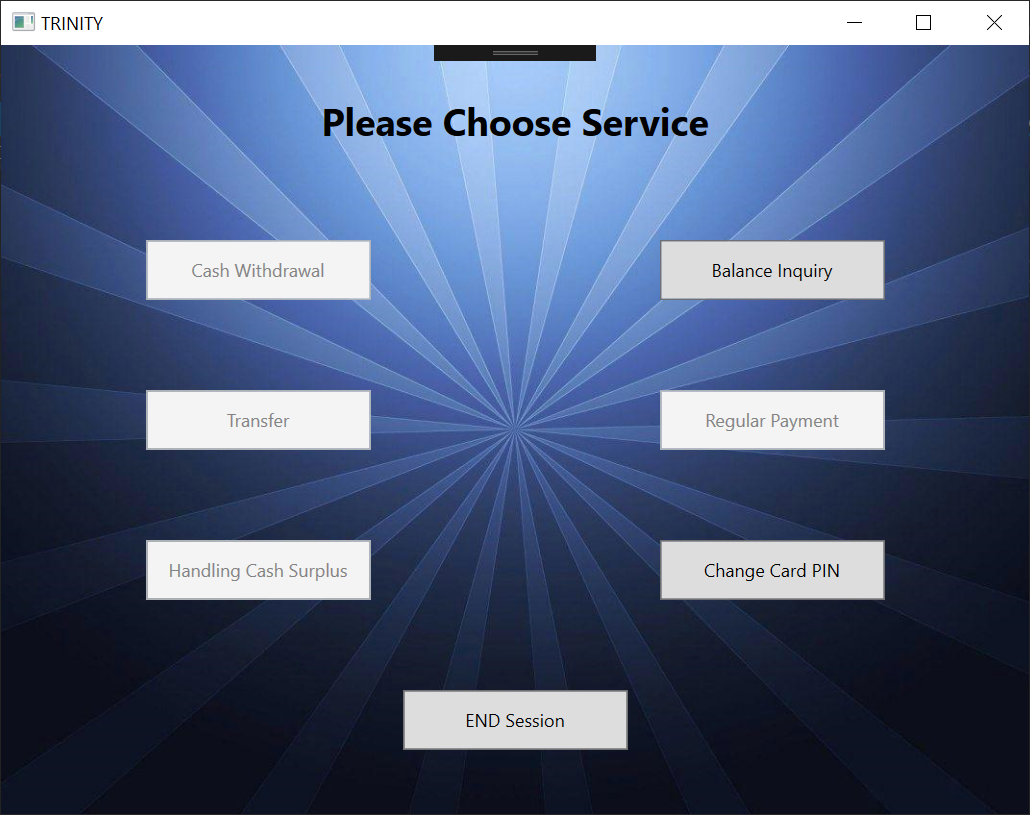 TRINITY
Please Choose Service
Cash Withdrawal
Balance Inquiry
Transfer
Regular Payment
Handling Cash Surplus
Change Card PIN
END Session